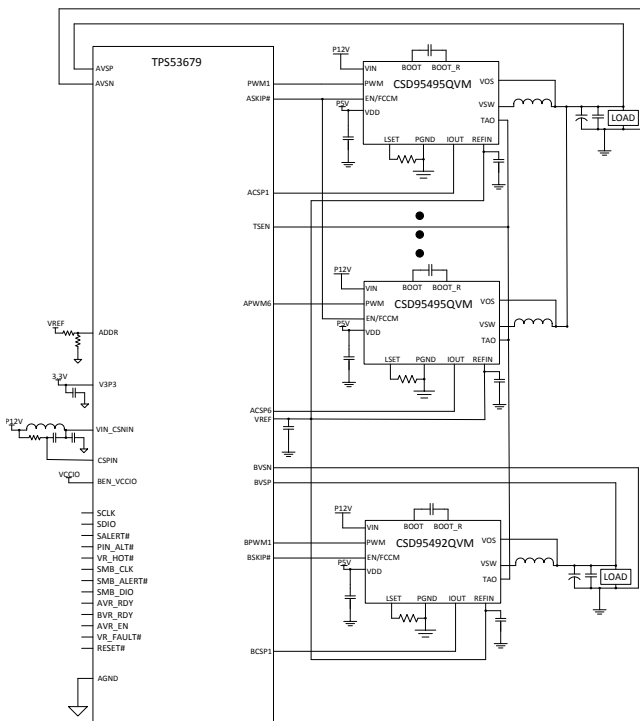 TPS53679
AVSP
AVSN
PWM1
ASKIP#
ACSP1
TSEN
APWM6
ACSP6
VREF
BVSN
BVSP
BPWM1
BSKIP#
BCSP1
VREF
ADDR
3.3V
V3P3
P12V
VIN_CSNIN
CSPIN
VCCIO
BEN_VCCIO
SCLK
SDIO
SALERT#
PIN_ALT#
VR_HOT#
SMB_CLK
SMB_ALERT#
SMB_DIO
AVR_RDY
BVR_RDY
AVR_EN
VR_FAULT#
RESET#
AGND
P12V
P5V
VIN
BOOT
BOOT_R
PWM
CSD95495QVM
VOS
EN/FCCM
VSW
VDD
TAO
LSET
PGND
IOUT
REFIN
LOAD
P12V
P5V
VIN
BOOT
BOOT_R
PWM
CSD95495QVM
VOS
EN/FCCM
VSW
VDD
TAO
LSET
PGND
IOUT
REFIN
P12V
P5V
VIN
BOOT
BOOT_R
PWM
CSD95492QVM
VOS
EN/FCCM
VSW
VDD
TAO
LSET
PGND
IOUT
REFIN
LOAD